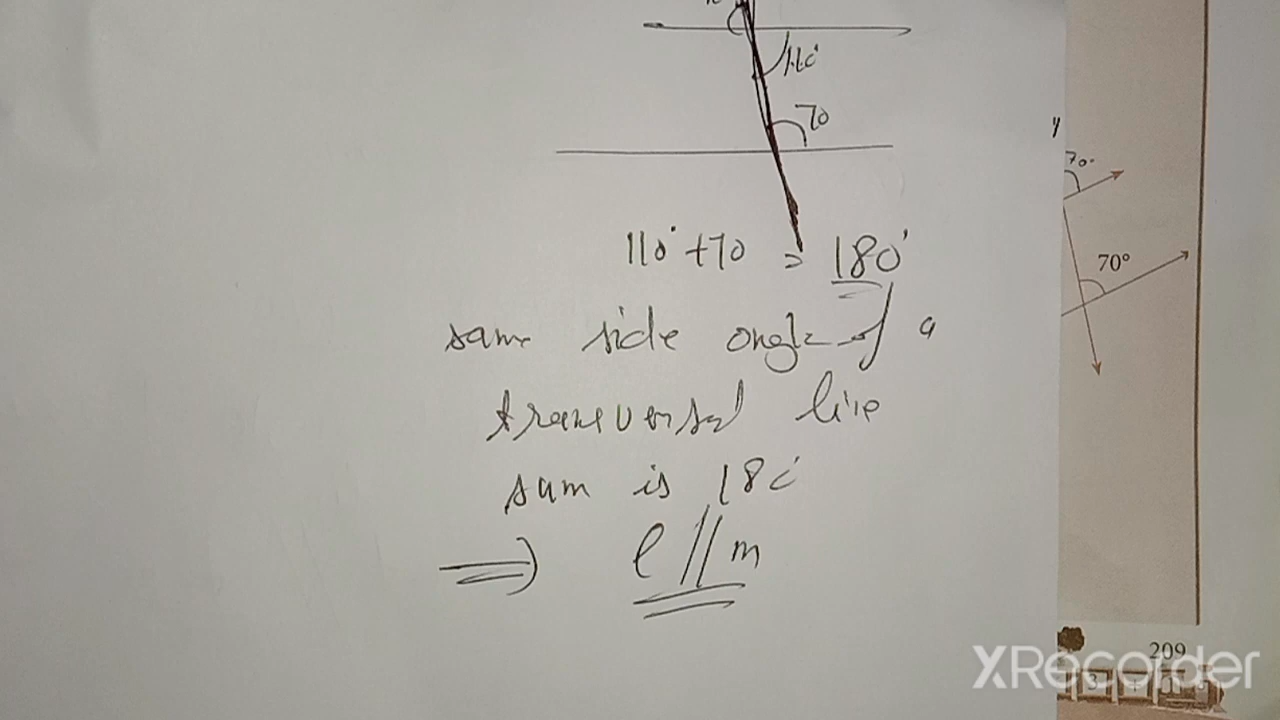 110°
70
110° + 70 = 180°
same side angle of a
transversal line
sum is 180
⇒ l // m
y
70°
70°
209
XRecorder